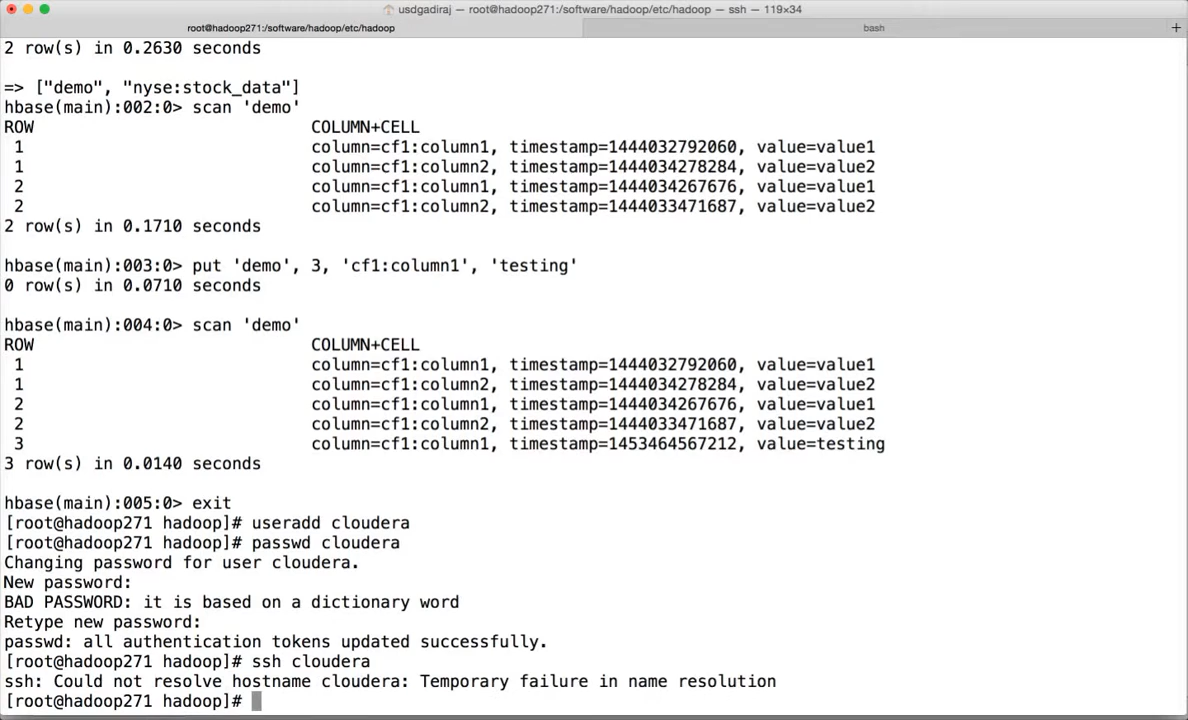 usdgadiraj — root@hadoop271:/software/hadoop/etc/hadoop — ssh — 119×34
root@hadoop271:/software/hadoop/etc/hadoop bash +
2 row(s) in 0.2630 seconds
=> ["demo", "nyse:stock_data"]
hbase(main):002:0> scan 'demo'
ROW COLUMN+CELL
1 column=cf1:column1, timestamp=1444032792060, value=value1
1 column=cf1:column2, timestamp=1444034278284, value=value2
2 column=cf1:column1, timestamp=1444034267676, value=value1
2 column=cf1:column2, timestamp=1444033471687, value=value2
2 row(s) in 0.1710 seconds
hbase(main):003:0> put 'demo', 3, 'cf1:column1', 'testing'
0 row(s) in 0.0710 seconds
hbase(main):004:0> scan 'demo'
ROW COLUMN+CELL
1 column=cf1:column1, timestamp=1444032792060, value=value1
1 column=cf1:column2, timestamp=1444034278284, value=value2
2 column=cf1:column1, timestamp=1444034267676, value=value1
2 column=cf1:column2, timestamp=1444033471687, value=value2
3 column=cf1:column1, timestamp=1453464567212, value=testing
3 row(s) in 0.0140 seconds
hbase(main):005:0> exit
[root@hadoop271 hadoop]# useradd cloudera
[root@hadoop271 hadoop]# passwd cloudera
Changing password for user cloudera.
New password:
BAD PASSWORD: it is based on a dictionary word
Retype new password:
passwd: all authentication tokens updated successfully.
[root@hadoop271 hadoop]# ssh cloudera
ssh: Could not resolve hostname cloudera: Temporary failure in name resolution
[root@hadoop271 hadoop]#